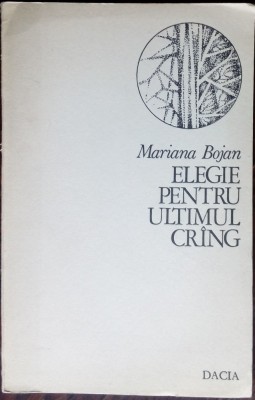 Mariana Bojan
ELEGIE
PENTRU
ULTIMUL
CRÎNG
DACIA